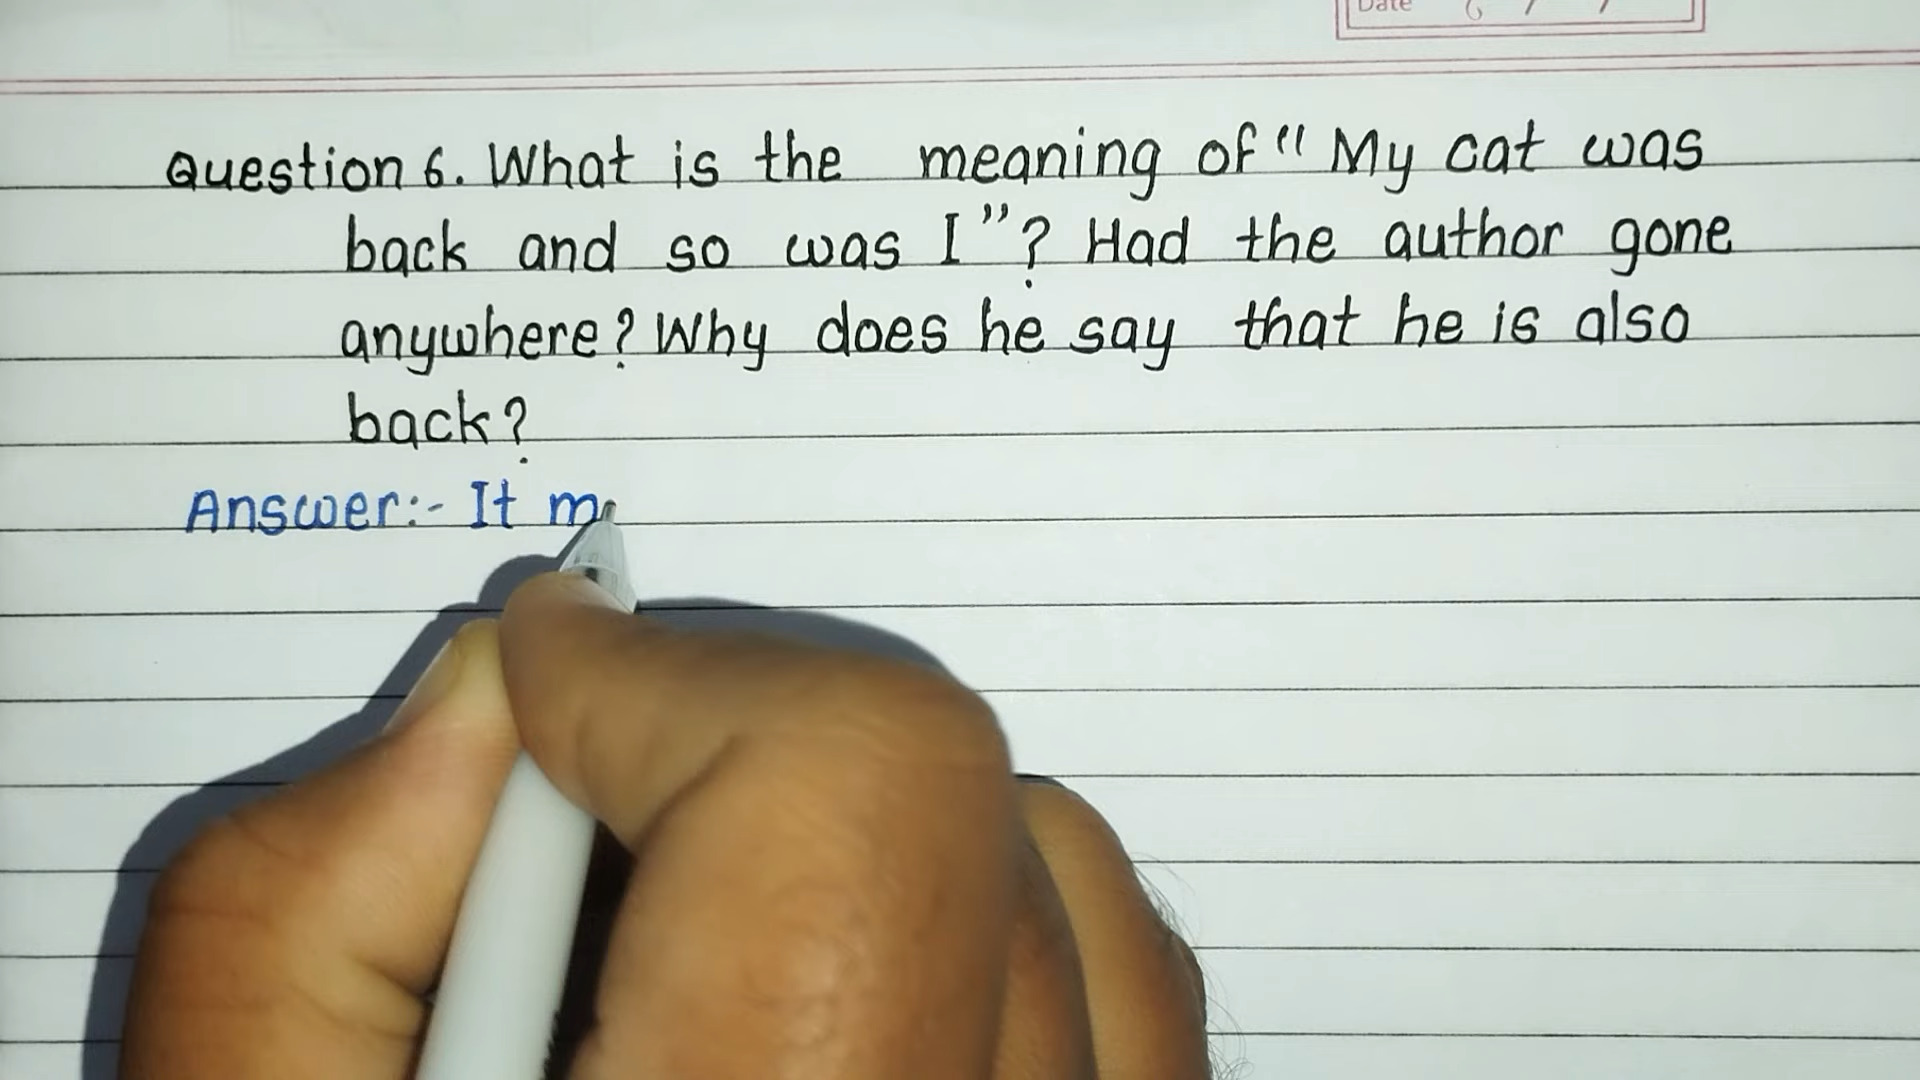 Date
Question 6. What is the meaning of "My cat was
back and so was I"? Had the author gone
anywhere? Why does he say that he is also
back?
Answer:- It m